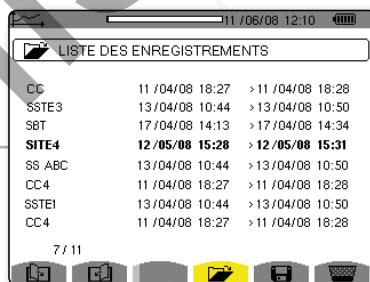 11/06/08 12:10
LISTE DES ENREGISTREMENTS
CC 11/04/08 18:27 >11/04/08 18:28
SSTE3 13/04/08 10:44 >13/04/08 10:50
SBT 17/04/08 14:13 >17/04/08 14:34
SITE4 12/05/08 15:28 >12/05/08 15:31
SS ABC 13/04/08 10:44 >13/04/08 10:50
CC4 11/04/08 18:27 >11/04/08 18:28
SSTE1 13/04/08 10:44 >13/04/08 10:50
CC4 11/04/08 18:27 >11/04/08 18:28
7/11